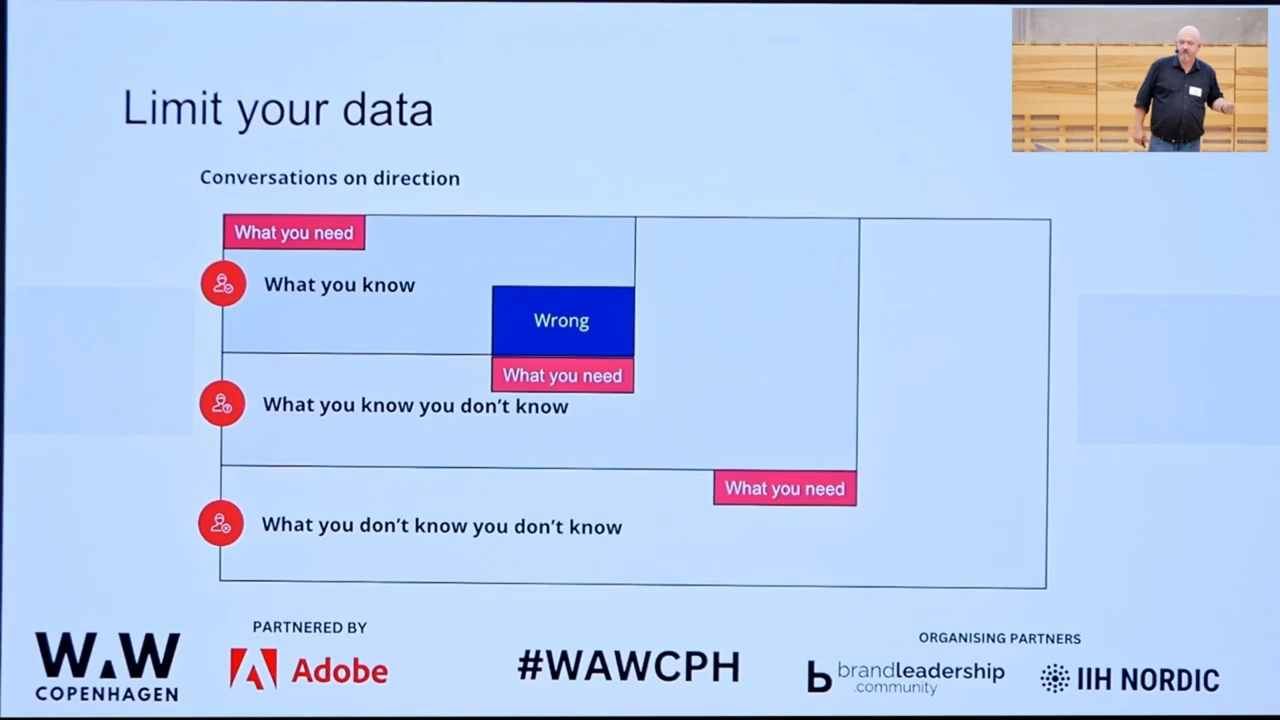 Limit your data
Conversations on direction
What you need
What you know
Wrong
What you need
What you know you don't know
What you need
What you don't know you don't know
WAW
COPENHAGEN
PARTNERED BY
Adobe
#WAWCPH
ORGANISING PARTNERS
brandleadership
.community
IIH NORDIC